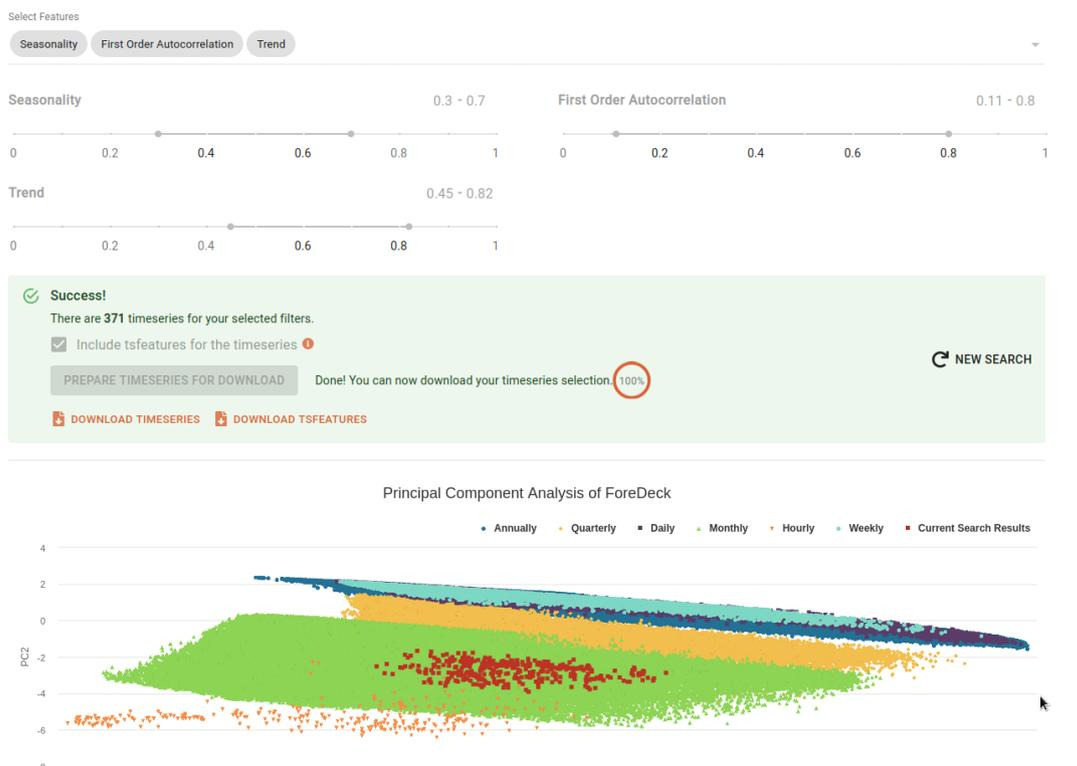 Select Features
Seasonality First Order Autocorrelation Trend
Seasonality 0.3 - 0.7 First Order Autocorrelation 0.11 - 0.8
0 0.2 0.4 0.6 0.8 1 0 0.2 0.4 0.6 0.8 1
Trend 0.45 - 0.82
0 0.2 0.4 0.6 0.8 1
Success!
There are 371 timeseries for your selected filters.
Include tsfeatures for the timeseries
NEW SEARCH
PREPARE TIMESERIES FOR DOWNLOAD Done! You can now download your timeseries selection. 100%
DOWNLOAD TIMESERIES DOWNLOAD TSFEATURES
Principal Component Analysis of ForeDeck
Annually Quarterly Daily Monthly Hourly Weekly Current Search Results
4
2
0
PC2
-2
-4
-6